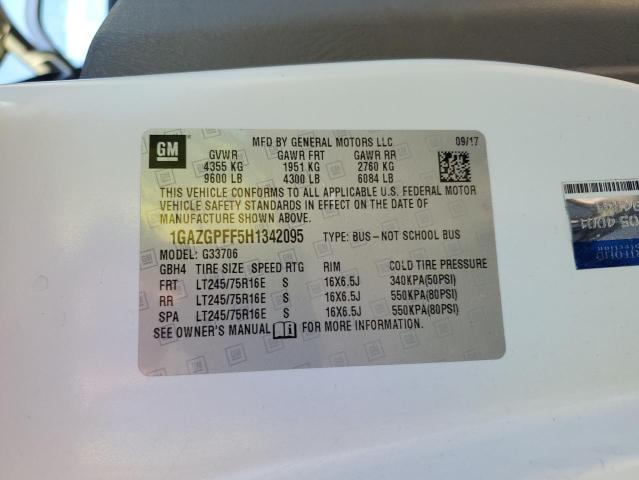 GM
MFD BY GENERAL MOTORS LLC 09/17
GVWR GAWR FRT GAWR RR
4355 KG 1951 KG 2760 KG
9600 LB 4300 LB 6084 LB
THIS VEHICLE CONFORMS TO ALL APPLICABLE U.S. FEDERAL MOTOR
VEHICLE SAFETY STANDARDS IN EFFECT ON THE DATE OF
MANUFACTURE SHOWN ABOVE.
1GAZGPFF5H1342095 TYPE: BUS-NOT SCHOOL BUS
MODEL: G33706
GBH4 TIRE SIZE SPEED RTG RIM COLD TIRE PRESSURE
FRT LT245/75R16E S 16X6.5J 340KPA(50PSI)
RR LT245/75R16E S 16X6.5J 550KPA(80PSI)
SPA LT245/75R16E S 16X6.5J 550KPA(80PSI)
SEE OWNER'S MANUAL FOR MORE INFORMATION.